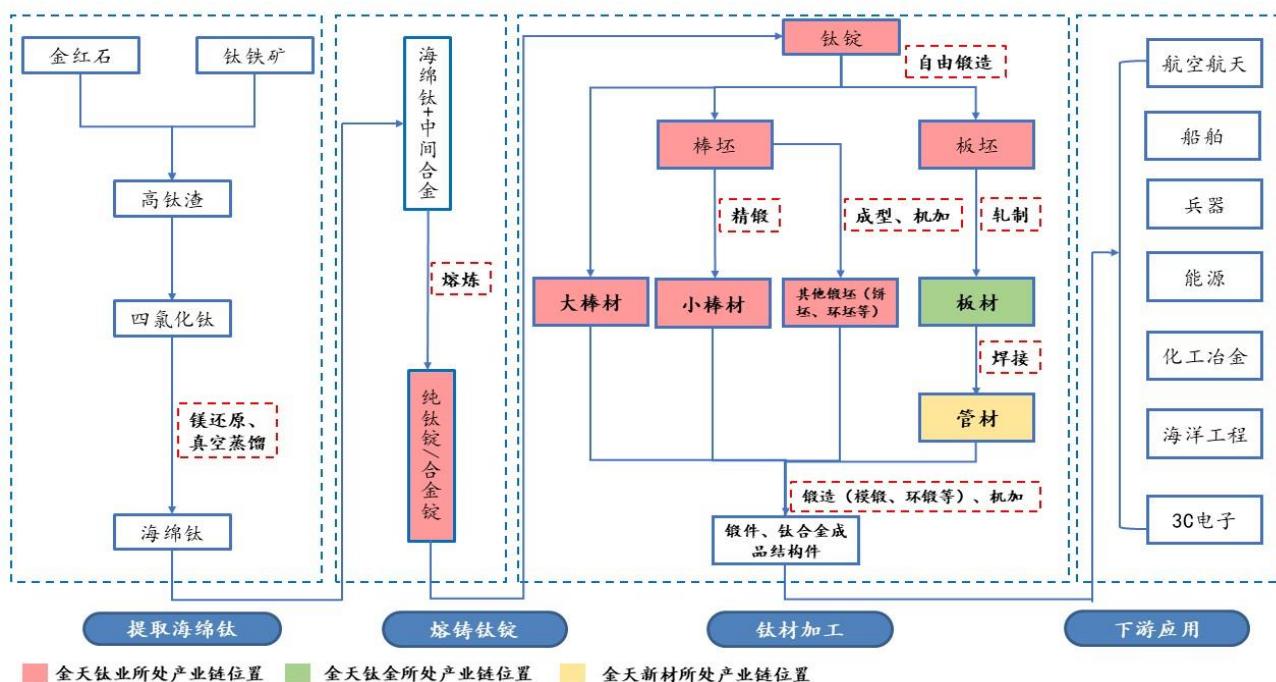 金红石
钛铁矿
高钛渣
四氯化钛
镁还原、
真空蒸馏
海绵钛
提取海绵钛
海绵钛+中间合金
熔炼
纯钛锭/合金锭
熔铸钛锭
钛锭
自由锻造
棒坯
板坯
精锻
成型、机加
轧制
大棒材
小棒材
其他锻坯（饼
坯、环坯等）
板材
焊接
管材
锻造（模锻、环锻等）、机加
锻件、钛合金成
品结构件
钛材加工
航空航天
船舶
兵器
能源
化工冶金
海洋工程
3C电子
下游应用
金天钛业所处产业链位置
金天钛金所处产业链位置
金天新材所处产业链位置